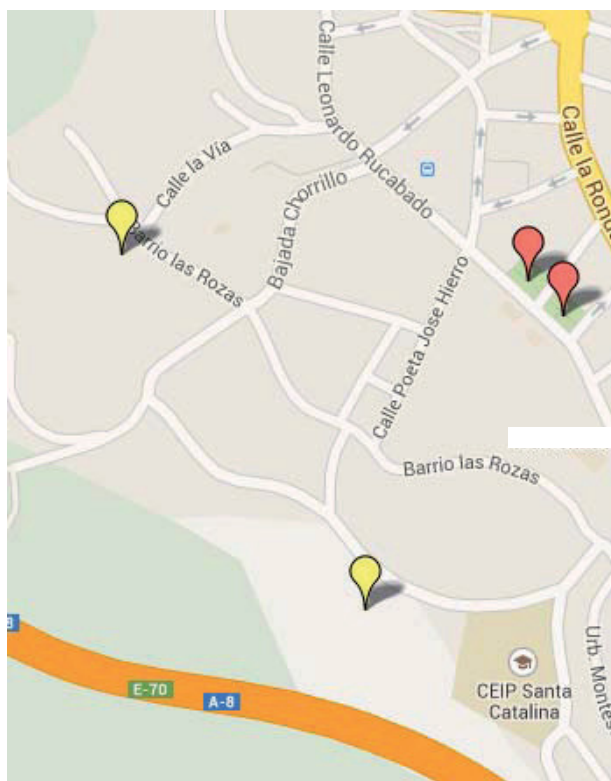 Calle Leonardo Rucabado
Calle la Ronda
Calle la Vía
Barrio las Rozas
Bajada Chorrillo
Calle Poeta Jose Hierro
Barrio las Rozas
E-70
A-8
CEIP Santa
Catalina
Urb. Montes